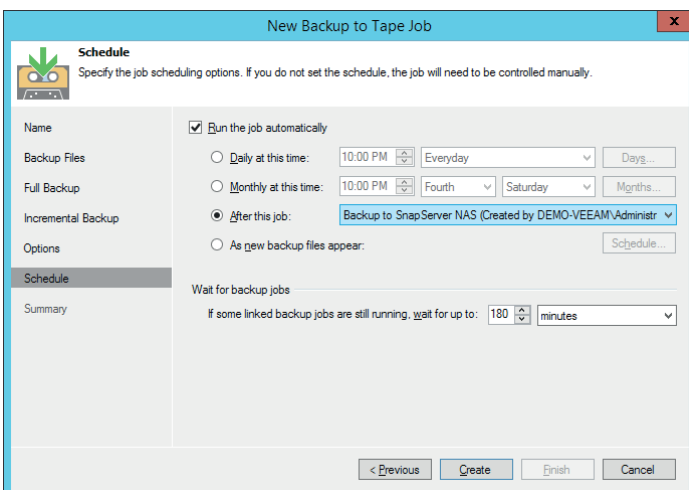 New Backup to Tape Job
x
Schedule
Specify the job scheduling options. If you do not set the schedule, the job will need to be controlled manually.
Name
Backup Files
Full Backup
Incremental Backup
Options
Schedule
Summary
Run the job automatically
Daily at this time: 10:00 PM Everyday Days...
Monthly at this time: 10:00 PM Fourth Saturday Months...
After this job: Backup to SnapServer NAS (Created by DEMO-VEEAM\Administr
As new backup files appear: Schedule...
Wait for backup jobs
If some linked backup jobs are still running, wait for up to: 180 minutes
< Previous Create Finish Cancel